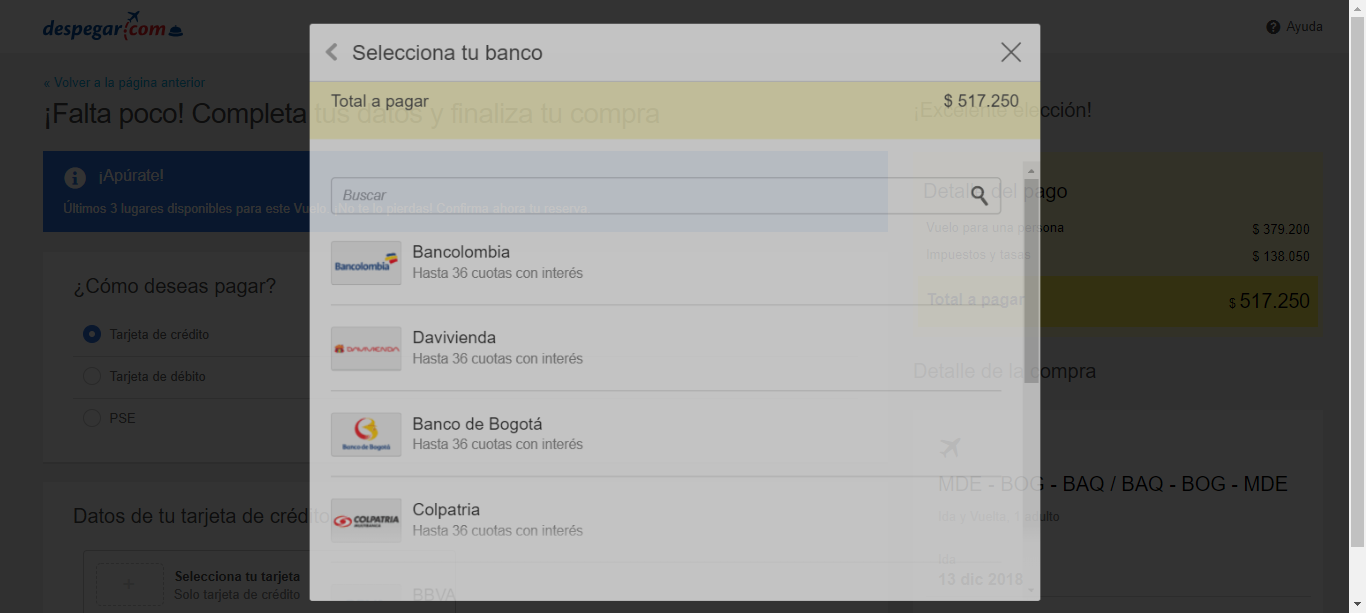 despegar.com
Ayuda
« Volver a la página anterior
¡Falta poco! Completa tus datos y finaliza tu compra
¡Apúrate!
Últimos 3 lugares disponibles para este Vuelo. ¡No te lo pierdas! Confirma ahora tu reserva.
¿Cómo deseas pagar?
Tarjeta de crédito
Tarjeta de débito
PSE
Datos de tu tarjeta de crédito
Selecciona tu tarjeta
Solo tarjeta de crédito
Selecciona tu banco
Total a pagar $ 517.250
Buscar
Bancolombia
Bancolombia
Hasta 36 cuotas con interés
DAVIVIENDA
Davivienda
Hasta 36 cuotas con interés
Banco de Bogotá
Banco de Bogotá
Hasta 36 cuotas con interés
COLPATRIA
Colpatria
Hasta 36 cuotas con interés
BBVA
¡Excelente elección!
Detalle del pago
Vuelo para una persona $ 379.200
Impuestos y tasas $ 138.050
Total a pagar $ 517.250
Detalle de la compra
MDE - BOG - BAQ / BAQ - BOG - MDE
Ida y Vuelta, 1 adulto
Ida
13 dic 2018